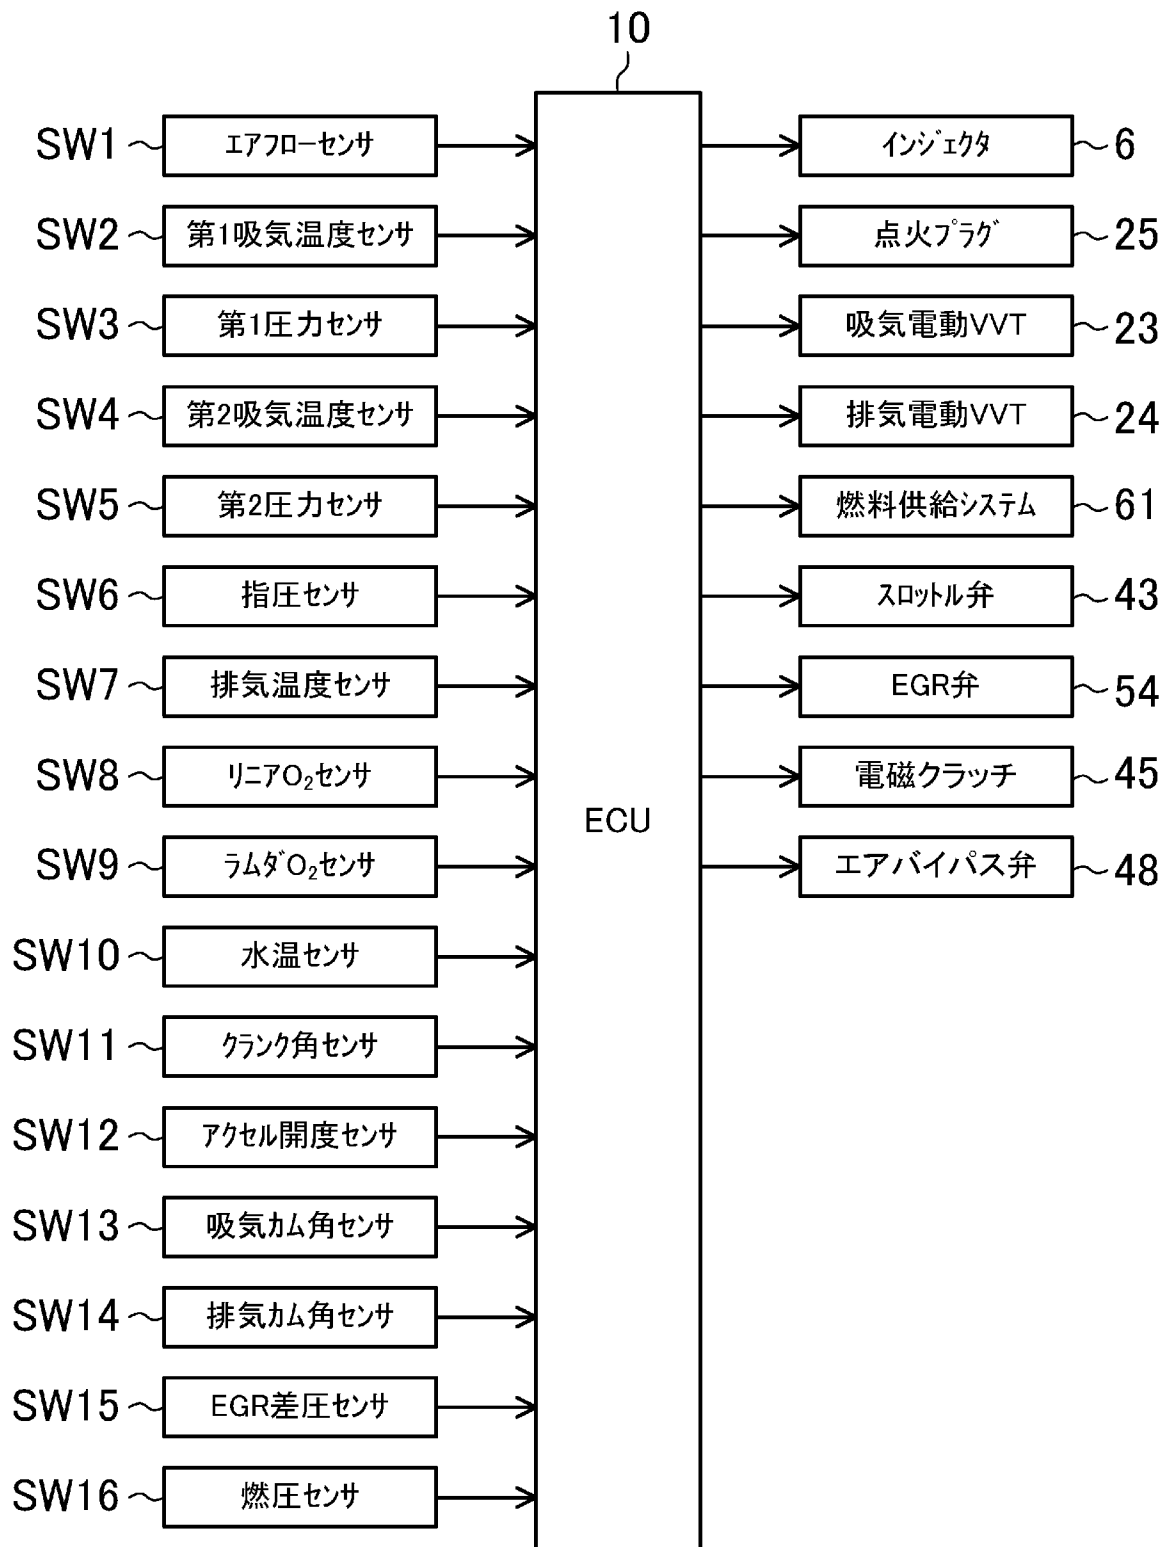 10
SW1 エアフローセンサ
SW2 第1吸気温度センサ
SW3 第1圧力センサ
SW4 第2吸気温度センサ
SW5 第2圧力センサ
SW6 指圧センサ
SW7 排気温度センサ
SW8 リニアO₂センサ
SW9 ラムダO₂センサ
SW10 水温センサ
SW11 クランク角センサ
SW12 アクセル開度センサ
SW13 吸気カム角センサ
SW14 排気カム角センサ
SW15 EGR差圧センサ
SW16 燃圧センサ
ECU
インジェクタ 6
点火プラグ 25
吸気電動VVT 23
排気電動VVT 24
燃料供給システム 61
スロットル弁 43
EGR弁 54
電磁クラッチ 45
エアバイパス弁 48